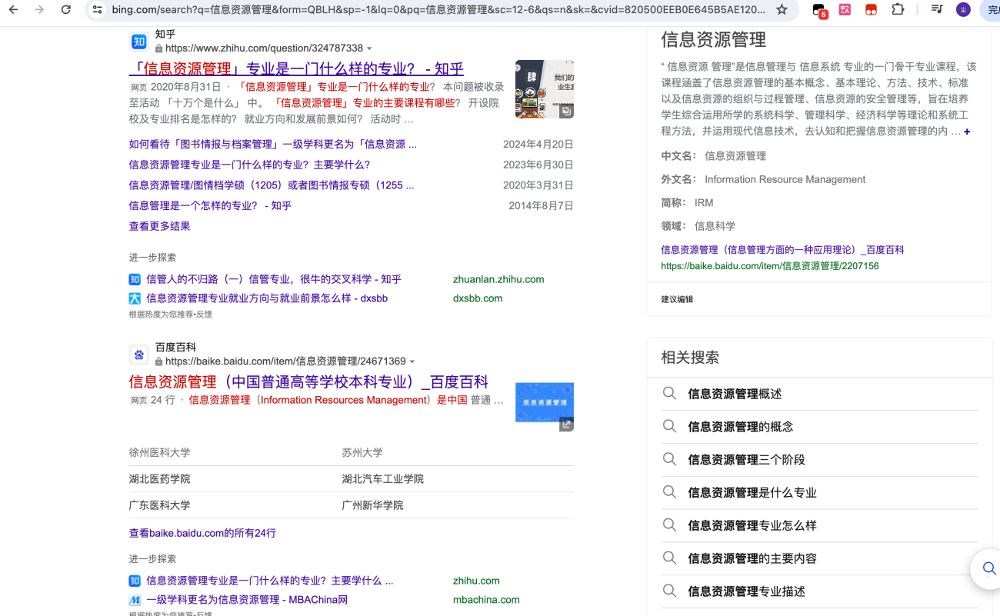 bing.com/search?q=信息资源管理&form=QBLH&sp=-1&lq=0&pq=信息资源管理&sc=12-6&qs=n&sk=&cvid=820500EEB0E645B5AE120...
5
尘
知乎
https://www.zhihu.com/question/324787338
「信息资源管理」专业是一门什么样的专业？ - 知乎
网页 2020年8月31日 · 「信息资源管理」专业是一门什么样的专业? 本问题被收录
至活动 「十万个是什么」 中。 「信息资源管理」专业的主要课程有哪些? 开设院
校及专业排名是怎样的? 就业方向和发展前景如何? 活动时 ...
如何看待「图书情报与档案管理」一级学科更名为「信息资源 ... 2024年4月20日
信息资源管理专业是一门什么样的专业？主要学什么？ 2023年6月30日
信息资源管理/图情档学硕（1205）或者图书情报专硕（1255 ... 2020年3月31日
信息管理是一个怎样的专业？ - 知乎 2014年8月7日
查看更多结果
进一步探索
知 信管人的不归路（一）信管专业，很牛的交叉科学 - 知乎 zhuanlan.zhihu.com
大 信息资源管理专业就业方向与就业前景怎么样 - dxsbb dxsbb.com
根据热度为您推荐•反馈
百度百科
https://baike.baidu.com/item/信息资源管理/24671369
信息资源管理（中国普通高等学校本科专业）_百度百科
网页 24 行 · 信息资源管理（Information Resources Management）是中国 普通 ...
信息资源管理
徐州医科大学 苏州大学
湖北医药学院 湖北汽车工业学院
广东医科大学 广州新华学院
查看baike.baidu.com的所有24行
进一步探索
知 信息资源管理专业是一门什么样的专业？主要学什么 ... zhihu.com
一级学科更名为信息资源管理 - MBAChina网 mbachina.com
根据热度为您推荐•反馈
信息资源管理
“ 信息资源 管理”是信息管理与 信息系统 专业的一门骨干专业课程，该
课程涵盖了信息资源管理的基本概念、基本理论、方法、技术、标准
以及信息资源的组织与过程管理、信息资源的安全管理等，旨在培养
学生综合运用所学的系统科学、管理科学、经济科学等理论和系统工
程方法，并运用现代信息技术，去认知和把握信息资源管理的内 ... +
中文名： 信息资源管理
外文名： Information Resource Management
简称： IRM
领域： 信息科学
信息资源管理（信息管理方面的一种应用理论）_百度百科
https://baike.baidu.com/item/信息资源管理/2207156
建议编辑
相关搜索
信息资源管理概述
信息资源管理的概念
信息资源管理三个阶段
信息资源管理是什么专业
信息资源管理专业怎么样
信息资源管理的主要内容
信息资源管理专业描述